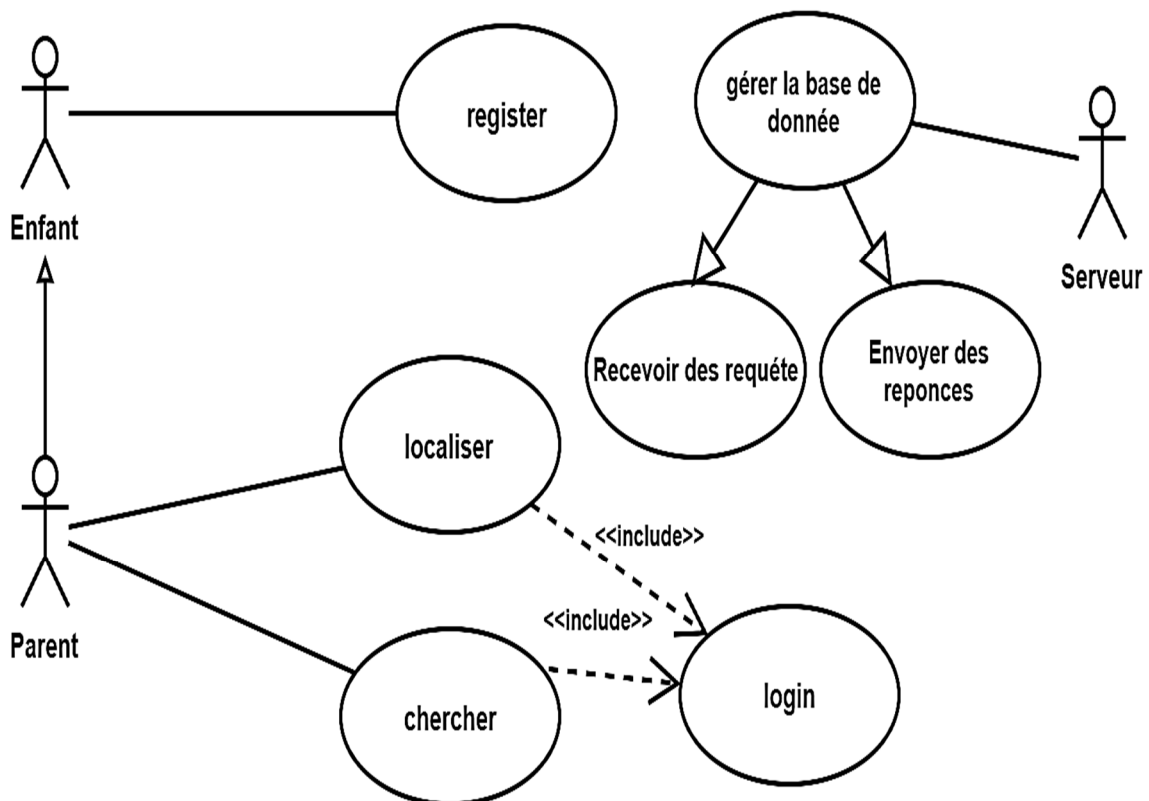 register
gérer la base de
donnée
Enfant
Serveur
Recevoir des requéte
Envoyer des
reponces
localiser
<<include>>
<<include>>
Parent
chercher
login